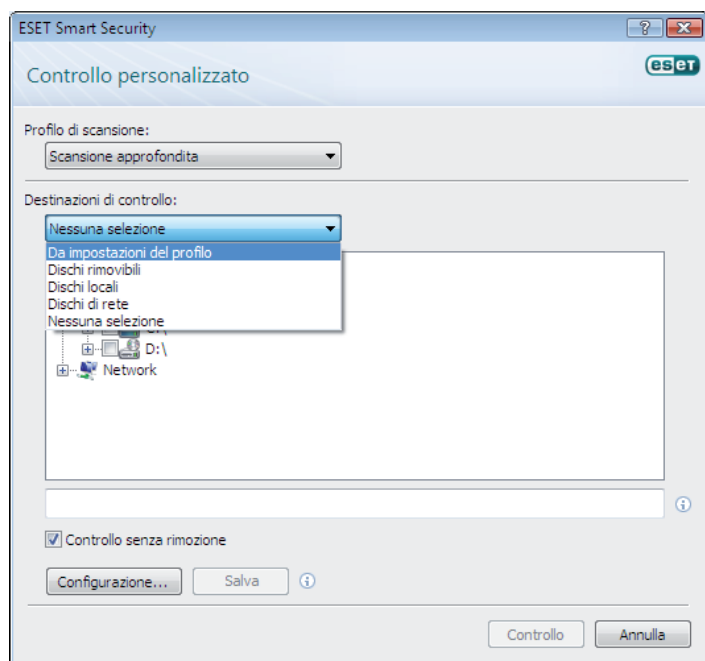 ESET Smart Security
Controllo personalizzato
eseT
Profilo di scansione:
Scansione approfondita
Destinazioni di controllo:
Nessuna selezione
Da impostazioni del profilo
Dischi rimovibili
Dischi locali
Dischi di rete
Nessuna selezione
D:\
Network
Controllo senza rimozione
Configurazione... Salva
Controllo Annulla